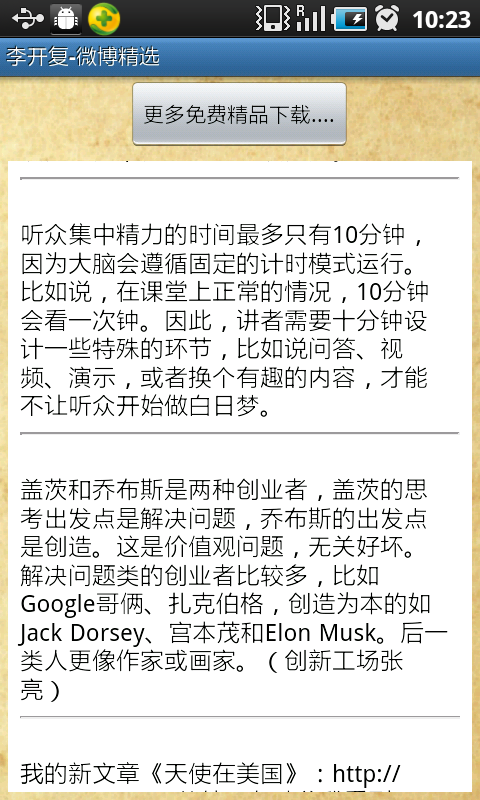 R
10:23
李开复-微博精选
更多免费精品下载....
听众集中精力的时间最多只有10分钟，
因为大脑会遵循固定的计时模式运行。
比如说，在课堂上正常的情况，10分钟
会看一次钟。因此，讲者需要十分钟设
计一些特殊的环节，比如说问答、视
频、演示，或者换个有趣的内容，才能
不让听众开始做白日梦。
盖茨和乔布斯是两种创业者，盖茨的思
考出发点是解决问题，乔布斯的出发点
是创造。这是价值观问题，无关好坏。
解决问题类的创业者比较多，比如
Google哥俩、扎克伯格，创造为本的如
Jack Dorsey、宫本茂和Elon Musk。后一
类人更像作家或画家。（创新工场张
亮）
我的新文章《天使在美国》：http://